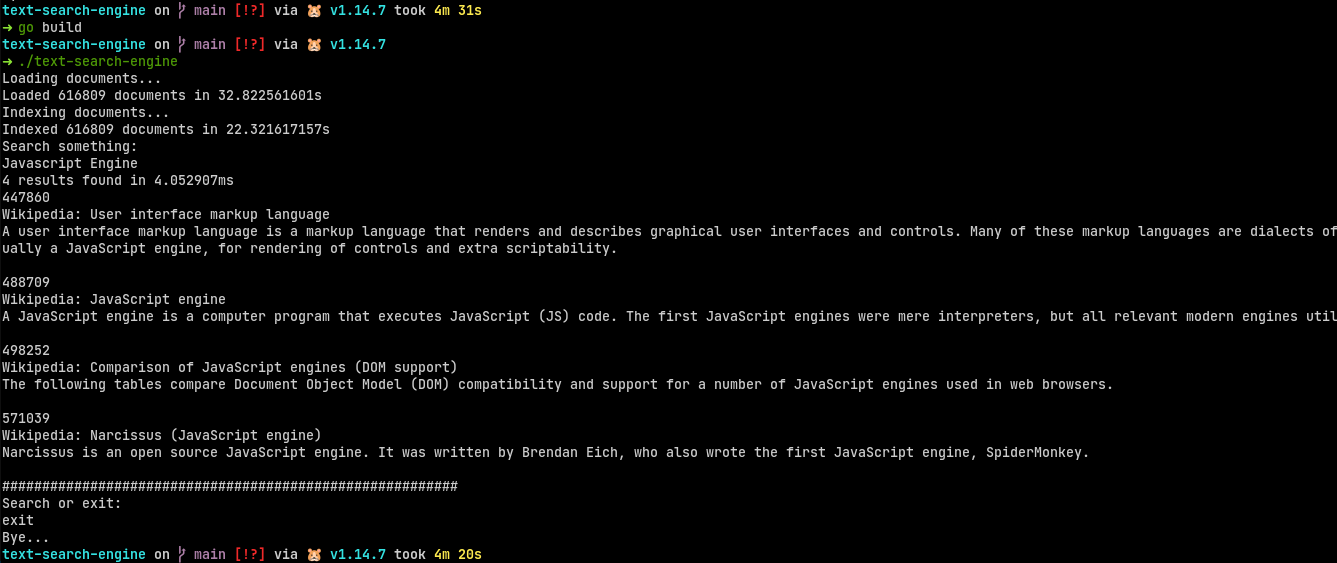 text-search-engine on main [!?] via 🐹 v1.14.7 took 4m 31s
→ go build
text-search-engine on main [!?] via 🐹 v1.14.7
→ ./text-search-engine
Loading documents...
Loaded 616809 documents in 32.822561601s
Indexing documents...
Indexed 616809 documents in 22.321617157s
Search something:
Javascript Engine
4 results found in 4.052907ms
447860
Wikipedia: User interface markup language
A user interface markup language is a markup language that renders and describes graphical user interfaces and controls. Many of these markup languages are dialects of
ually a JavaScript engine, for rendering of controls and extra scriptability.

488709
Wikipedia: JavaScript engine
A JavaScript engine is a computer program that executes JavaScript (JS) code. The first JavaScript engines were mere interpreters, but all relevant modern engines util

498252
Wikipedia: Comparison of JavaScript engines (DOM support)
The following tables compare Document Object Model (DOM) compatibility and support for a number of JavaScript engines used in web browsers.

571039
Wikipedia: Narcissus (JavaScript engine)
Narcissus is an open source JavaScript engine. It was written by Brendan Eich, who also wrote the first JavaScript engine, SpiderMonkey.

#########################################################
Search or exit:
exit
Bye...
text-search-engine on main [!?] via 🐹 v1.14.7 took 4m 20s